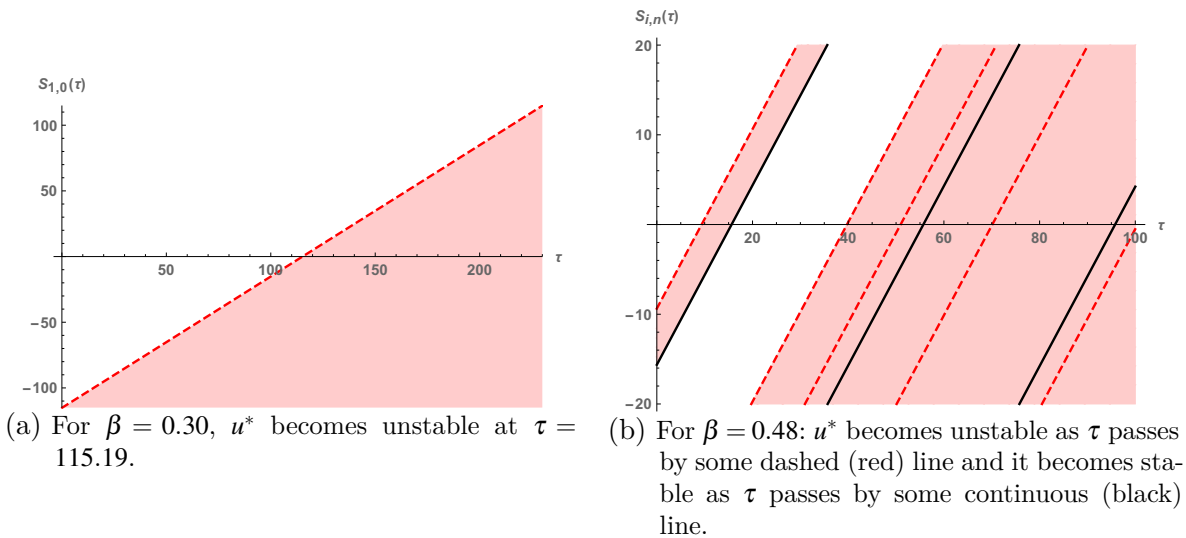 S1,0(τ)
100
50
50
100
150
200
τ
−50
−100
(a) For β = 0.30, u* becomes unstable at τ =
115.19.
Si,n(τ)
20
10
20
40
60
80
100
τ
−10
−20
(b) For β = 0.48: u* becomes unstable as τ passes
by some dashed (red) line and it becomes sta-
ble as τ passes by some continuous (black)
line.